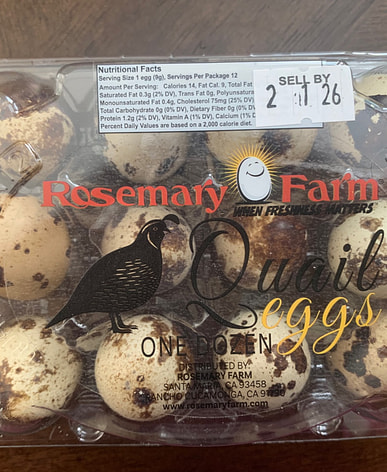 Nutritional Facts
Serving Size 1 egg (9g), Servings Per Package 12
Amount Per Serving: Calories 14, Fat Cal. 9, Total Fat
Saturated Fat 0.3g (2% DV), Trans Fat 0g, Polyunsatura
Monounsaturated Fat 0.4g, Cholesterol 75mg (25% DV)
Total Carbohydrate 0g (0% DV), Dietary Fiber 0g (0% D
Protein 1.2g (2% DV), Vitamin A (1% DV), Calcium (1%
Percent Daily Values are based on a 2,000 calorie diet.
SELL BY
2 1 26
Rosemary Farm
WHEN FRESHNESS MATTERS
Quail
eggs
ONE DOZEN
DISTRIBUTED BY:
ROSEMARY FARM
SANTA MARIA, CA 93458
RANCHO CUCAMONGA, CA 91730
www.rosemaryfarm.com